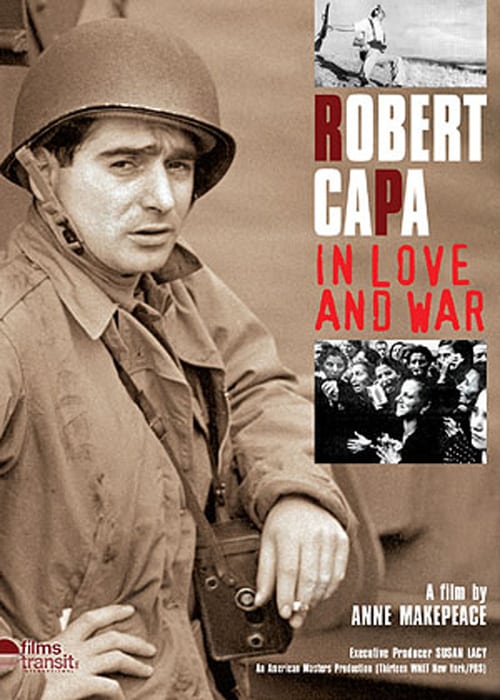 ROBERT
CAPA
IN LOVE
AND WAR
A film by
ANNE MAKEPEACE
Executive Producer SUSAN LACY
An American Masters Production (Thirteen WNET New York/PBS)
films
transit
INTERNATIONAL